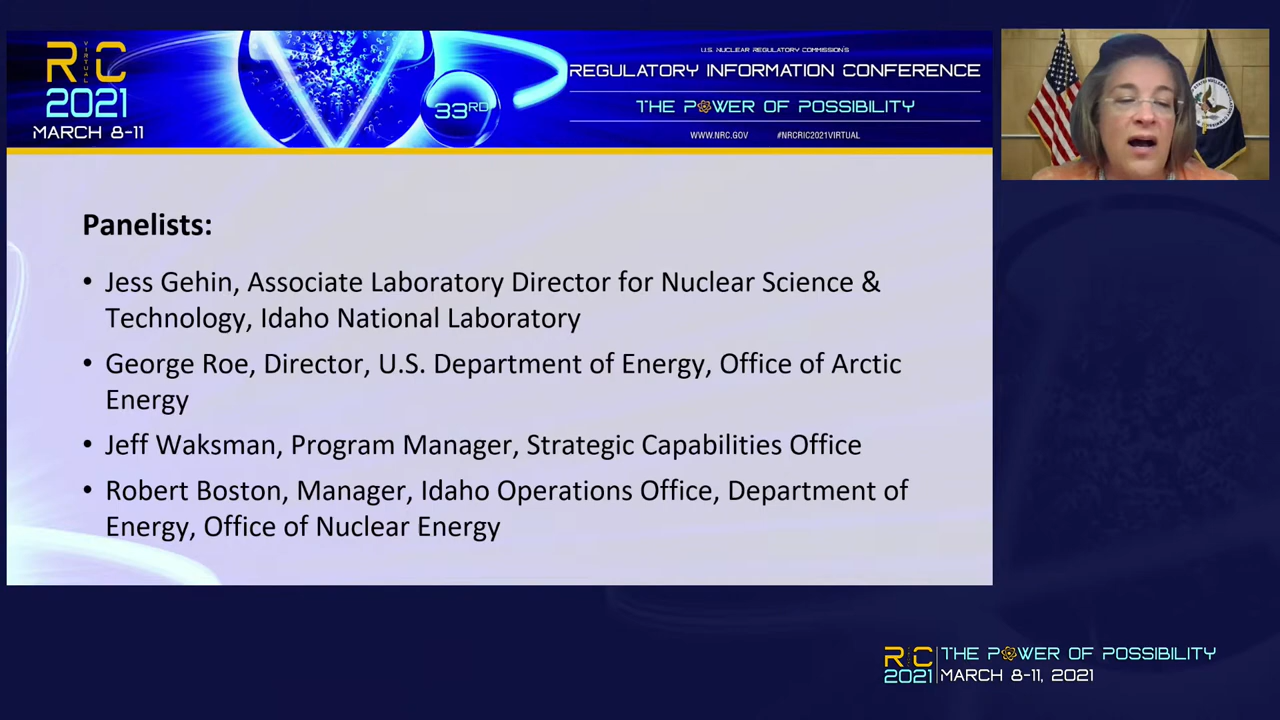 RIC
VIRTUAL
2021
MARCH 8-11
33RD
U.S. NUCLEAR REGULATORY COMMISSION'S
REGULATORY INFORMATION CONFERENCE
THE POWER OF POSSIBILITY
WWW.NRC.GOV #NRCRIC2021VIRTUAL
Panelists:
• Jess Gehin, Associate Laboratory Director for Nuclear Science &
Technology, Idaho National Laboratory
• George Roe, Director, U.S. Department of Energy, Office of Arctic
Energy
• Jeff Waksman, Program Manager, Strategic Capabilities Office
• Robert Boston, Manager, Idaho Operations Office, Department of
Energy, Office of Nuclear Energy
RIC THE POWER OF POSSIBILITY
2021 MARCH 8-11, 2021